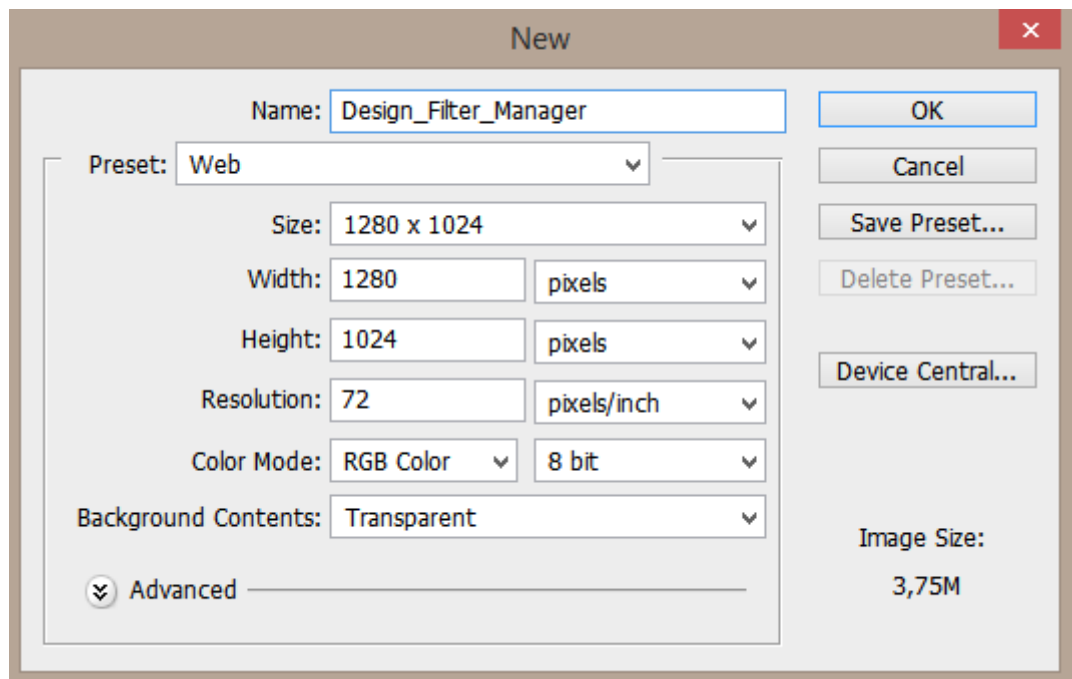 New
Name: Design_Filter_Manager
OK
Preset: Web
Cancel
Size: 1280 x 1024
Save Preset...
Width: 1280 pixels
Delete Preset...
Height: 1024 pixels
Device Central...
Resolution: 72 pixels/inch
Color Mode: RGB Color 8 bit
Background Contents: Transparent
Image Size:
Advanced
3,75M